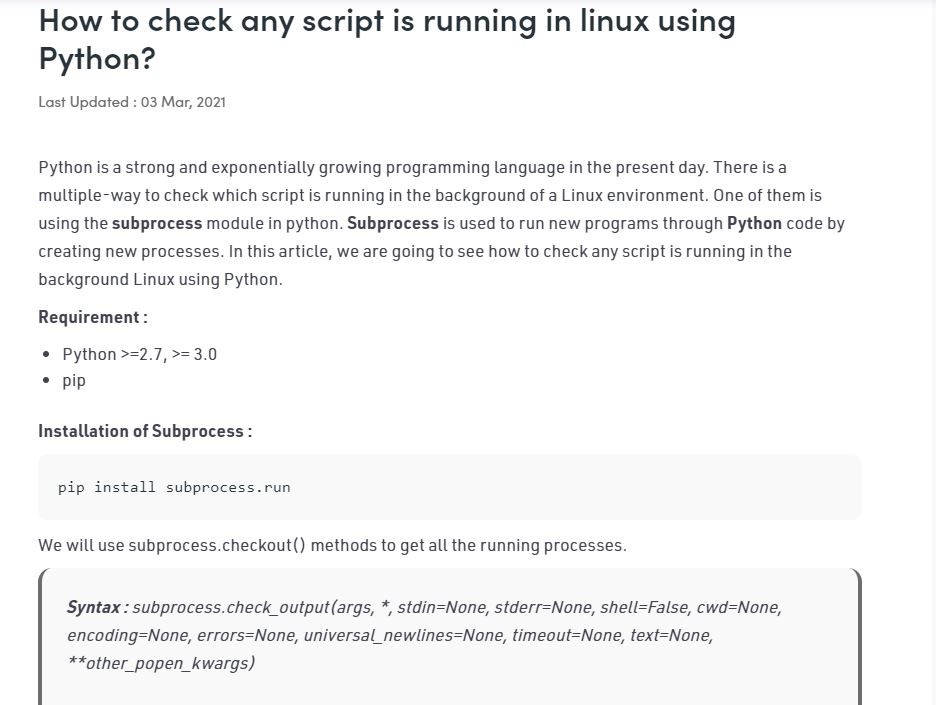 How to check any script is running in linux using
Python?
Last Updated : 03 Mar, 2021
Python is a strong and exponentially growing programming language in the present day. There is a
multiple-way to check which script is running in the background of a Linux environment. One of them is
using the subprocess module in python. Subprocess is used to run new programs through Python code by
creating new processes. In this article, we are going to see how to check any script is running in the
background Linux using Python.
Requirement :
• Python >=2.7, >= 3.0
• pip
Installation of Subprocess :
pip install subprocess.run
We will use subprocess.checkout() methods to get all the running processes.
Syntax : subprocess.check_output(args, *, stdin=None, stderr=None, shell=False, cwd=None,
encoding=None, errors=None, universal_newlines=None, timeout=None, text=None,
**other_popen_kwargs)